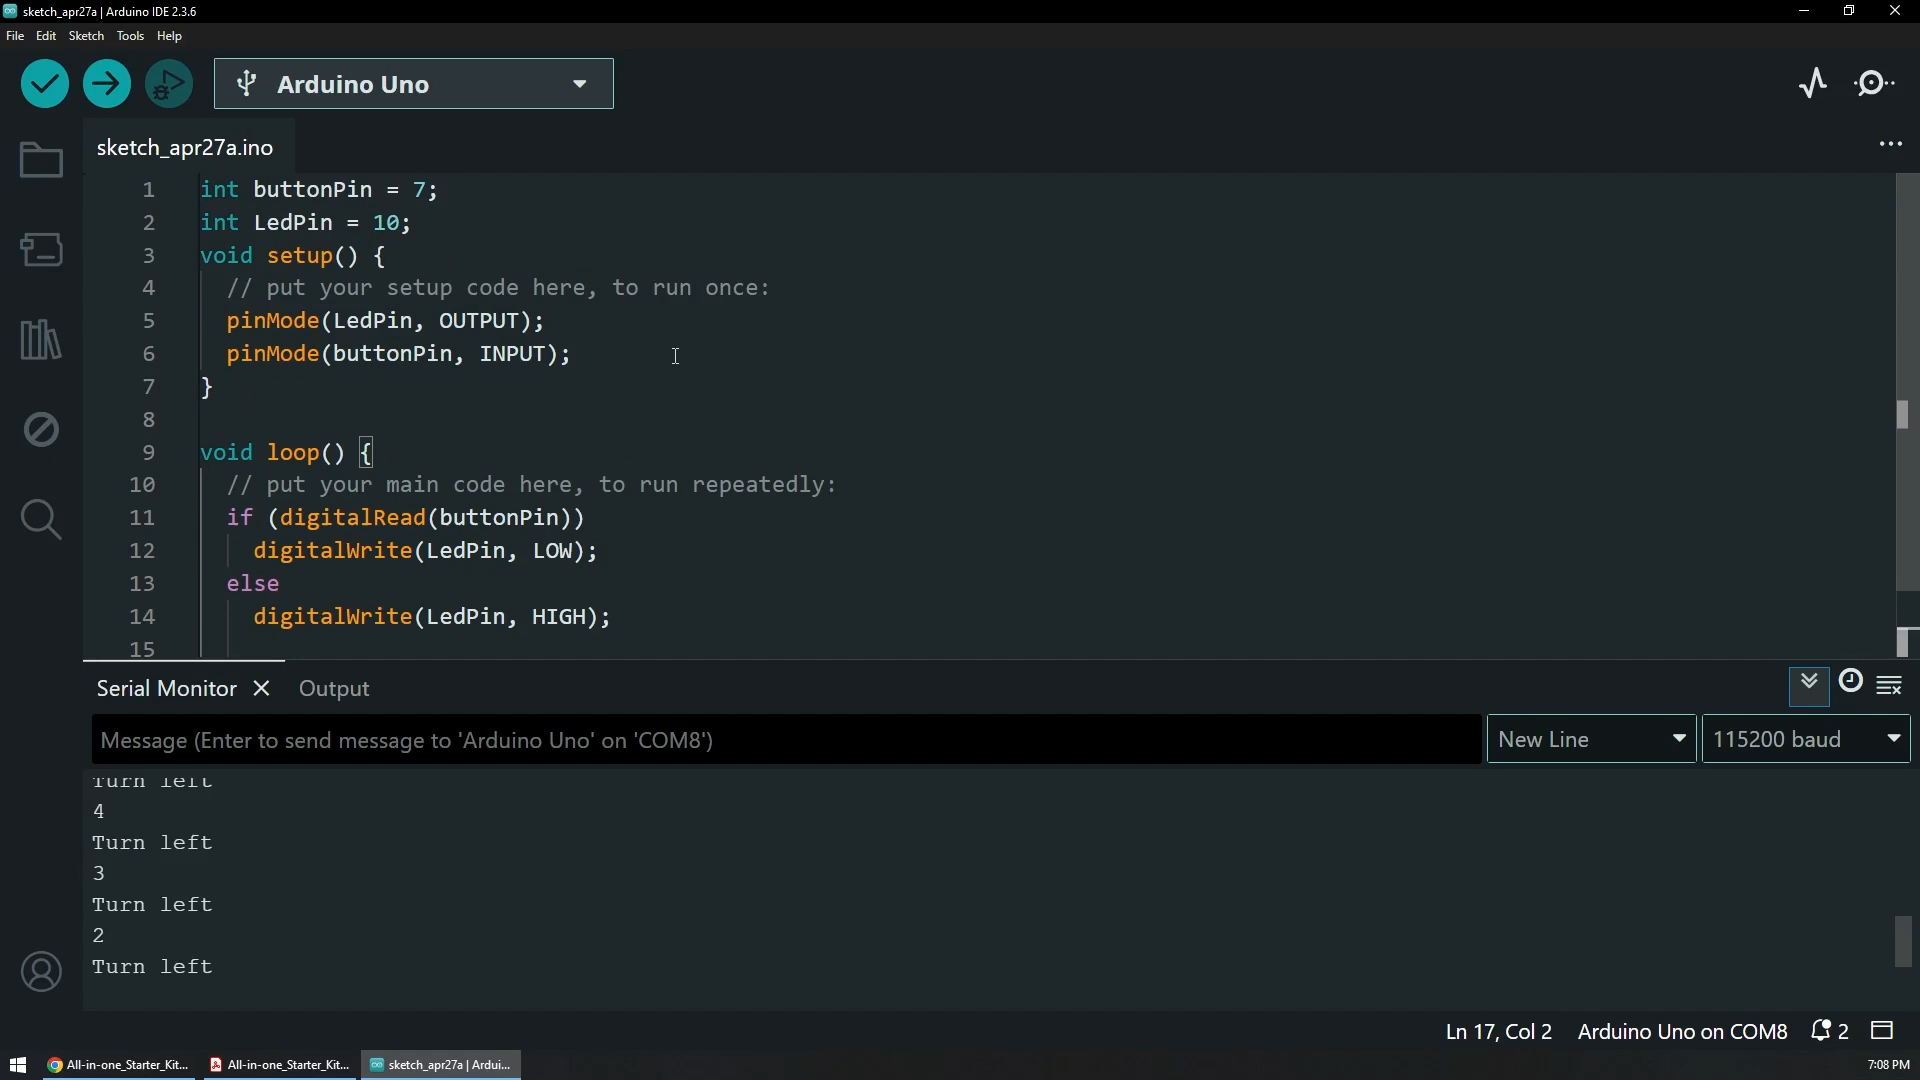 sketch_apr27a | Arduino IDE 2.3.6
File Edit Sketch Tools Help
Arduino Uno
sketch_apr27a.ino
1 int buttonPin = 7;
2 int LedPin = 10;
3 void setup() {
4 // put your setup code here, to run once:
5 pinMode(LedPin, OUTPUT);
6 pinMode(buttonPin, INPUT);
7 }
8
9 void loop() {
10 // put your main code here, to run repeatedly:
11 if (digitalRead(buttonPin))
12 digitalWrite(LedPin, LOW);
13 else
14 digitalWrite(LedPin, HIGH);
15
Serial Monitor Output
Message (Enter to send message to 'Arduino Uno' on 'COM8') New Line 115200 baud
Turn left
4
Turn left
3
Turn left
2
Turn left
Ln 17, Col 2 Arduino Uno on COM8 2
All-in-one_Starter_Kit... All-in-one_Starter_Kit... sketch_apr27a | Ardui... 7:08 PM